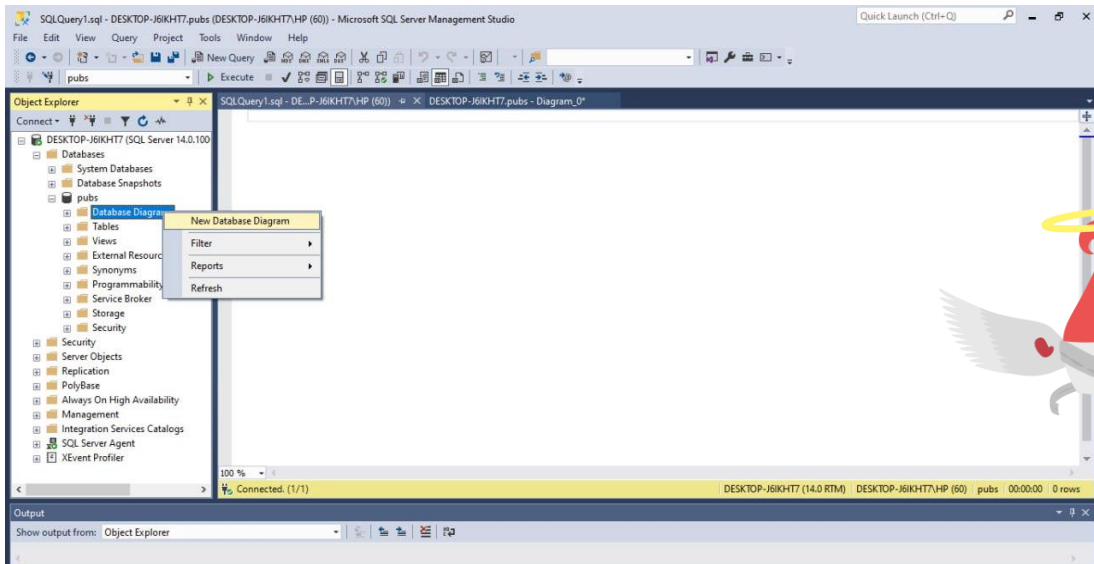 SQLQuery1.sql - DESKTOP-J6IKHT7.pubs (DESKTOP-J6IKHT7\HP (60)) - Microsoft SQL Server Management Studio
Quick Launch (Ctrl+Q)
File Edit View Query Project Tools Window Help
New Query
pubs
Execute
Object Explorer
SQLQuery1.sql - DE...P-J6IKHT7\HP (60))
DESKTOP-J6IKHT7.pubs - Diagram_0*
Connect
DESKTOP-J6IKHT7 (SQL Server 14.0.100
Databases
System Databases
Database Snapshots
pubs
Database Diagram
Tables
Views
External Resourc
Synonyms
Programmability
Service Broker
Storage
Security
New Database Diagram
Filter
Reports
Refresh
Security
Server Objects
Replication
PolyBase
Always On High Availability
Management
Integration Services Catalogs
SQL Server Agent
XEvent Profiler
100 %
Connected. (1/1)
DESKTOP-J6IKHT7 (14.0 RTM) DESKTOP-J6IKHT7\HP (60) pubs 00:00:00 0 rows
Output
Show output from: Object Explorer